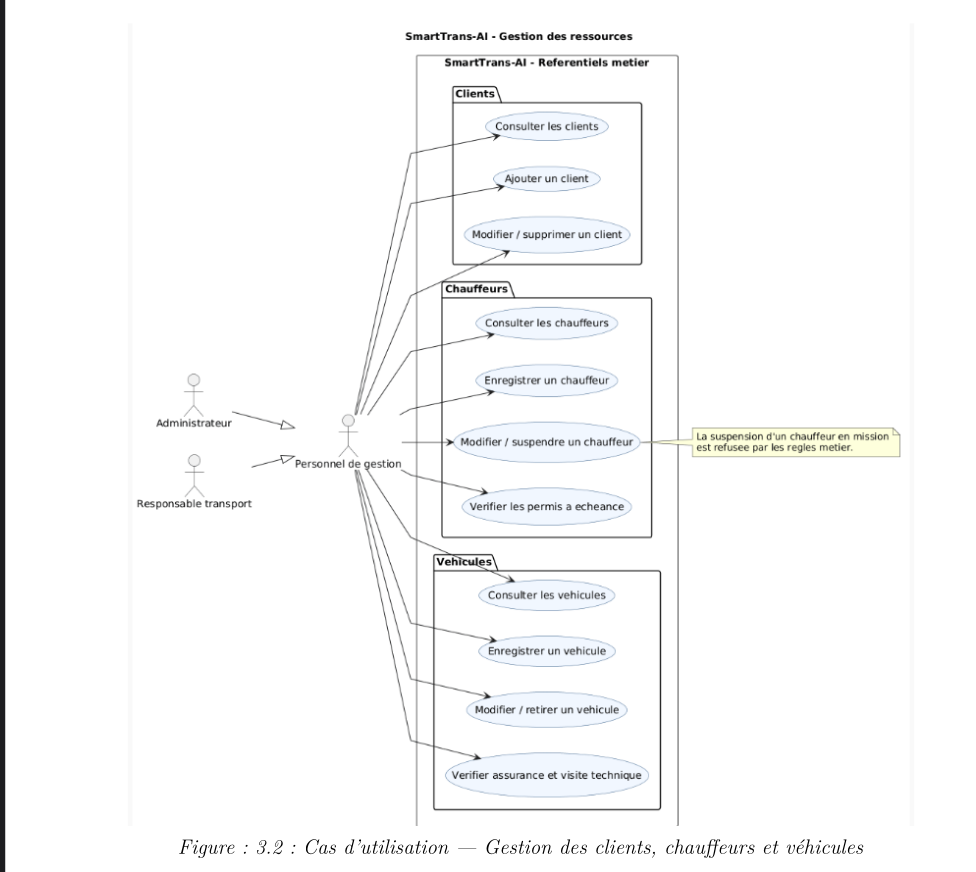 SmartTrans-AI - Gestion des ressources
SmartTrans-AI - Referentiels metier
Clients
Consulter les clients
Ajouter un client
Modifier / supprimer un client
Chauffeurs
Consulter les chauffeurs
Enregistrer un chauffeur
Modifier / suspendre un chauffeur
Verifier les permis a echeance
La suspension d'un chauffeur en mission
est refusee par les regles metier.
Administrateur
Responsable transport
Personnel de gestion
Vehicules
Consulter les vehicules
Enregistrer un vehicule
Modifier / retirer un vehicule
Verifier assurance et visite technique
Figure : 3.2 : Cas d'utilisation — Gestion des clients, chauffeurs et véhicules